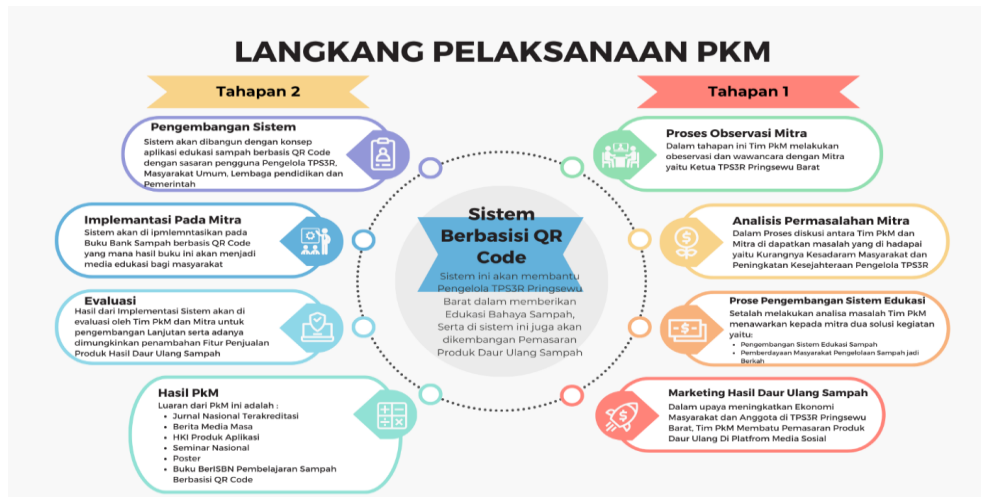 LANGKANG PELAKSANAAN PKM
Tahapan 2
Tahapan 1
Pengembangan Sistem
Sistem akan dibangun dengan konsep
aplikasi edukasi sampah berbasis QR Code
dengan sasaran pengguna Pengelola TPS3R,
Masyarakat Umum, Lembaga pendidikan dan
Pemerintah
Implemantasi Pada Mitra
Sistem akan di ipmlemntasikan pada
Buku Bank Sampah berbasis QR Code
yang mana hasil buku ini akan menjadi
media edukasi bagi masyarakat
Evaluasi
Hasil dari Implementasi Sistem akan di
evaluasi oleh Tim PkM dan Mitra untuk
pengembangan Lanjutan serta adanya
dimungkinkan penambahan Fitur Penjualan
Produk Hasil Daur Ulang Sampah
Hasil PkM
Luaran dari PkM ini adalah :
• Jurnal Nasional Terakreditasi
• Berita Media Masa
• HKI Produk Aplikasi
• Seminar Nasional
• Poster
• Buku BerISBN Pembelajaran Sampah
Berbasis QR Code
Sistem
Berbasisi QR
Code
Sistem ini akan membantu
Pengelola TPS3R Pringsewu
Barat dalam memberikan
Edukasi Bahaya Sampah,
Serta di sistem ini juga akan
dikembangan Pemasaran
Produk Daur Ulang Sampah
Proses Observasi Mitra
Dalam tahapan ini Tim PkM melakukan
obeservasi dan wawancara dengan Mitra
yaitu Ketua TPS3R Pringsewu Barat
Analisis Permasalahan Mitra
Dalam Proses diskusi antara Tim PkM dan
Mitra di dapatkan masalah yang di hadapai
yaitu Kurangnya Kesadaram Masyarakat dan
Peningkatan Kesejahteraan Pengelola TPS3R
Prose Pengembangan Sistem Edukasi
Setalah melakukan analisa masalah Tim PkM
menawarkan kepada mitra dua solusi kegiatan
yaitu:
• Pengembangan Sistem Edukasi Sampah
• Pemberdayaan Masyarakat Pengelolaan Sampah jadi
Berkah
Marketing Hasil Daur Ulang Sampah
Dalam upaya meningkatan Ekonomi
Masyarakat dan Anggota di TPS3R Pringsewu
Barat, Tim PKM Membatu Pemasaran Produk
Daur Ulang Di Platfrom Media Sosial